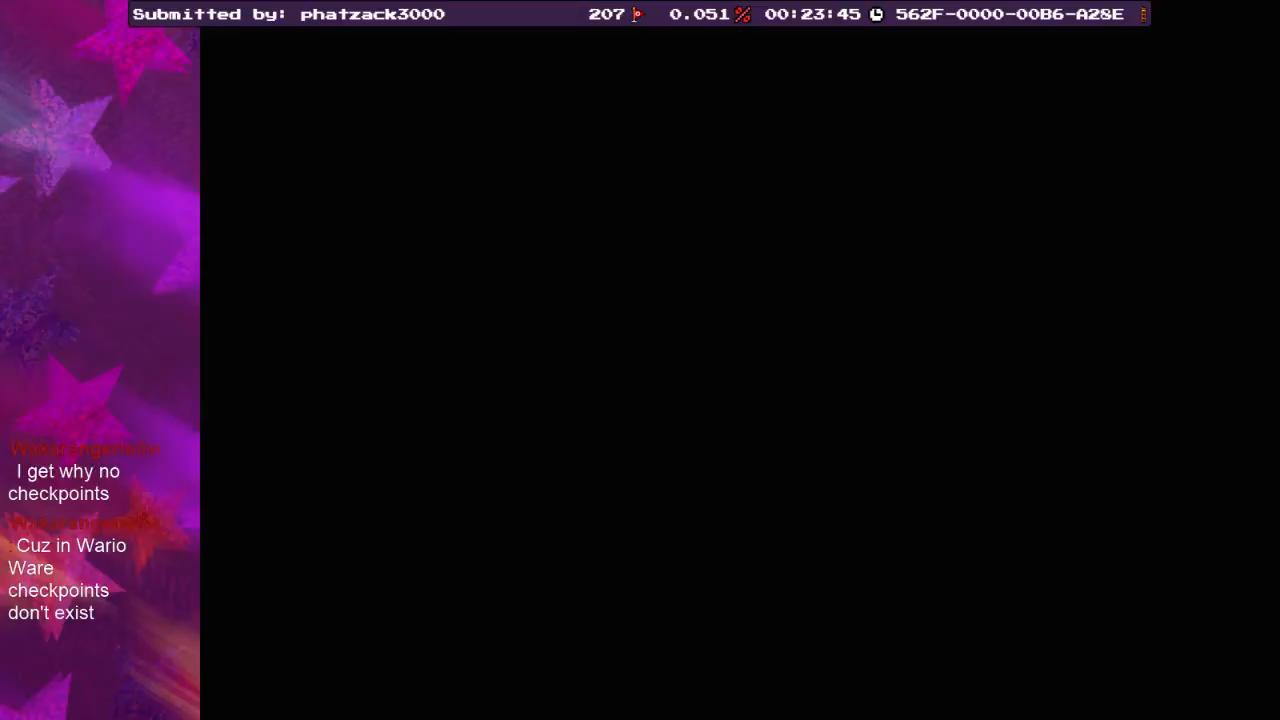 Submitted by: phatzack3000 207 0.051 00:23:45 562F-0000-00B6-A28E
I get why no
checkpoints
: Cuz in Wario
Ware
checkpoints
don't exist